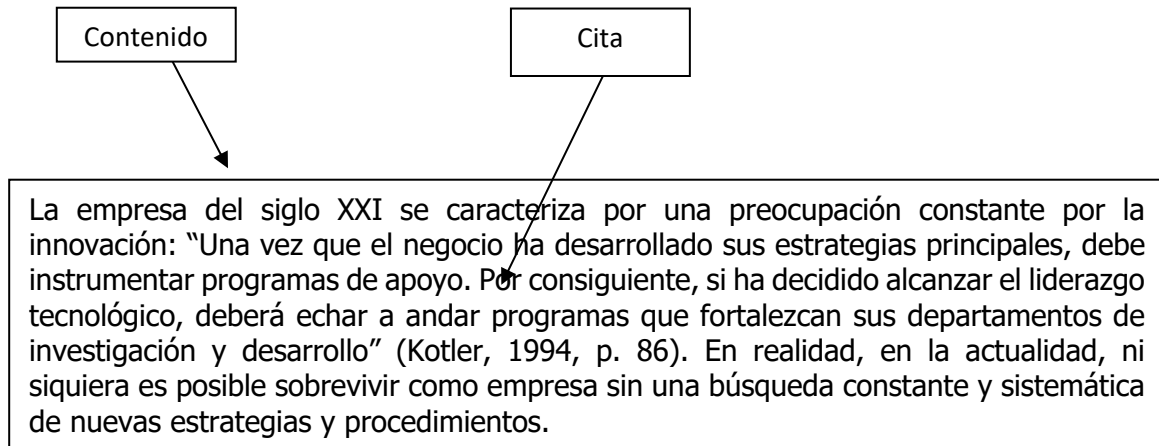 Contenido
Cita
La empresa del siglo XXI se caracteriza por una preocupación constante por la
innovación: “Una vez que el negocio ha desarrollado sus estrategias principales, debe
instrumentar programas de apoyo. Por consiguiente, si ha decidido alcanzar el liderazgo
tecnológico, deberá echar a andar programas que fortalezcan sus departamentos de
investigación y desarrollo” (Kotler, 1994, p. 86). En realidad, en la actualidad, ni
siquiera es posible sobrevivir como empresa sin una búsqueda constante y sistemática
de nuevas estrategias y procedimientos.